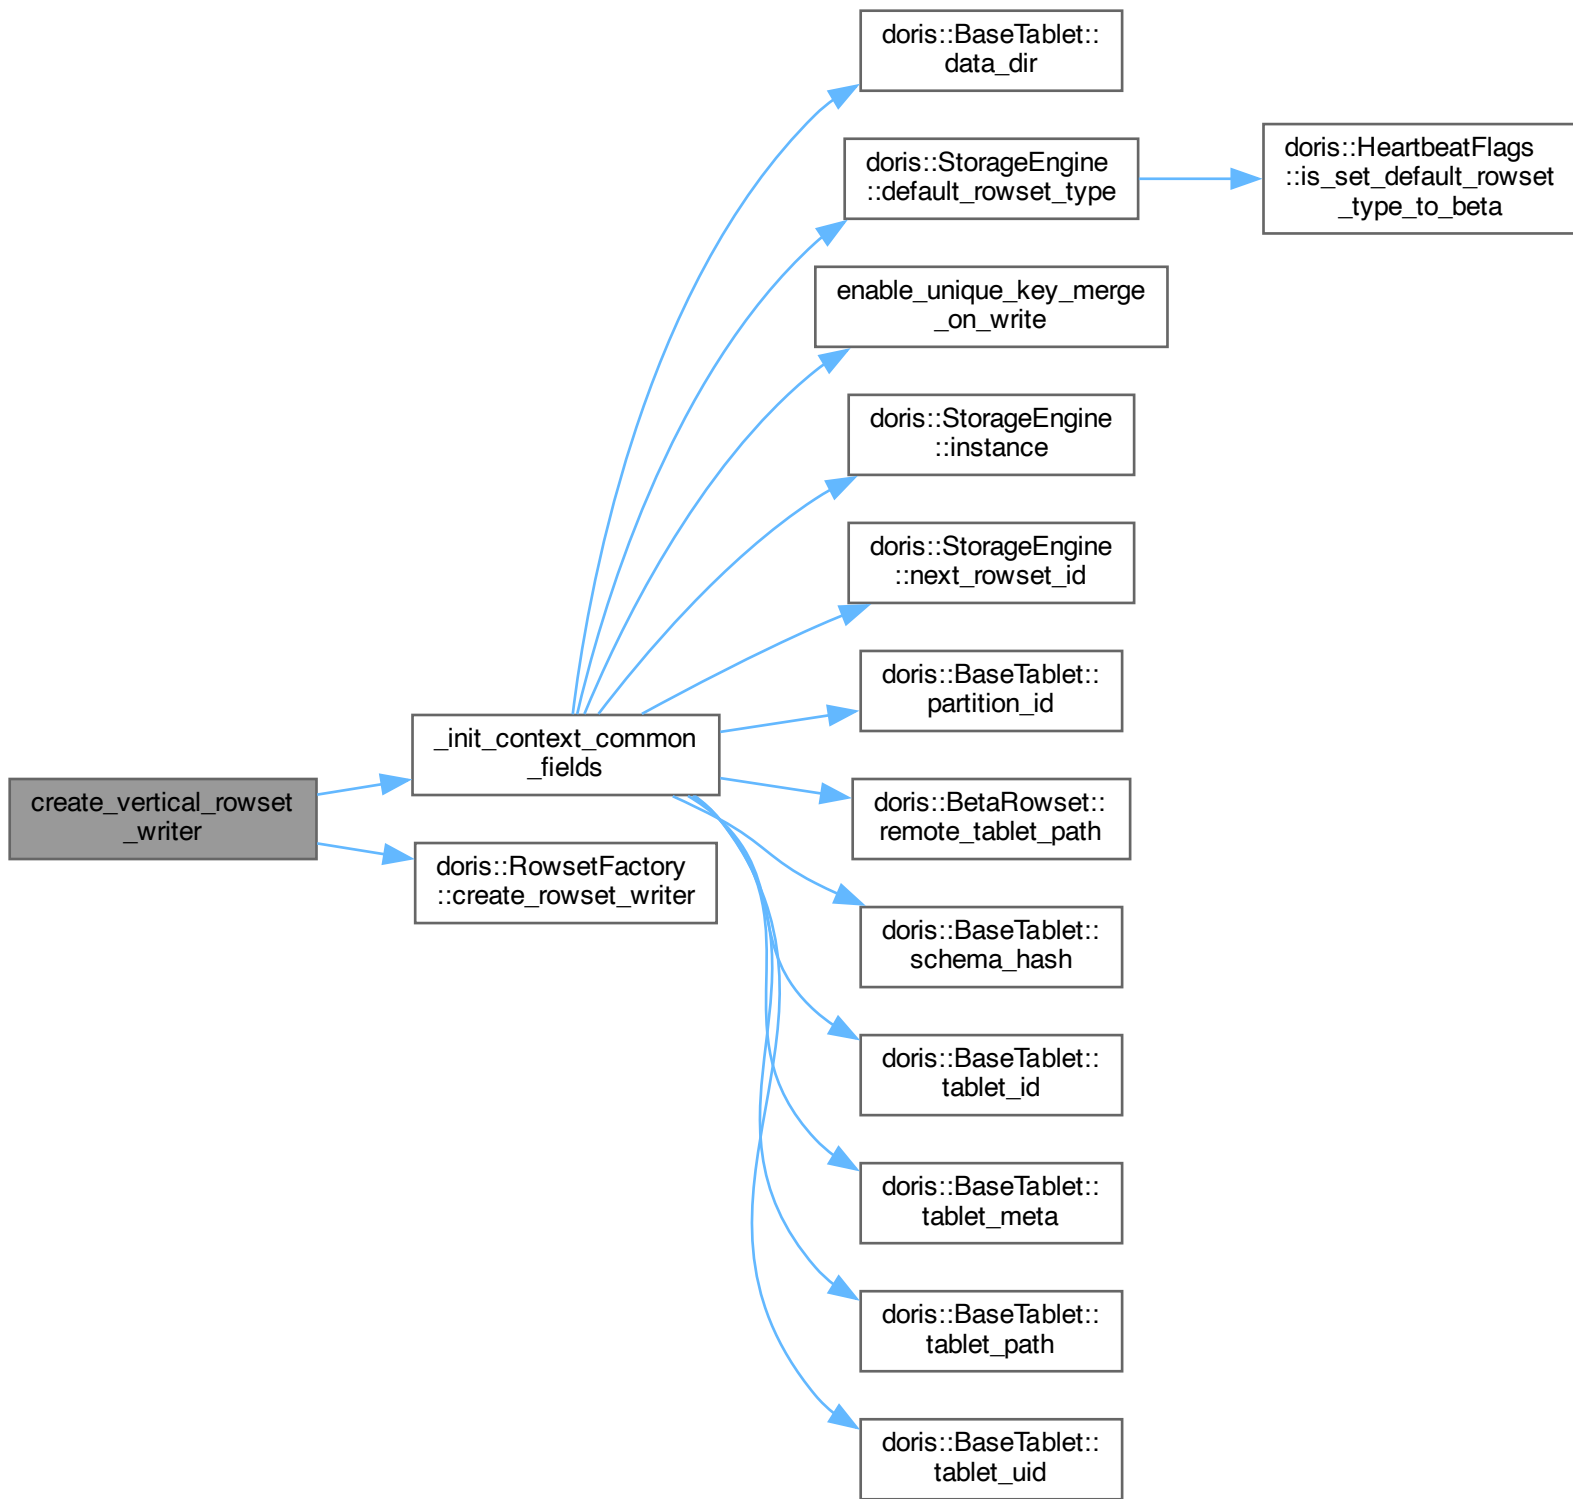 doris::BaseTablet::
data_dir
doris::StorageEngine
::default_rowset_type
doris::HeartbeatFlags
::is_set_default_rowset
_type_to_beta
enable_unique_key_merge
_on_write
doris::StorageEngine
::instance
doris::StorageEngine
::next_rowset_id
doris::BaseTablet::
partition_id
_init_context_common
_fields
create_vertical_rowset
_writer
doris::BetaRowset::
remote_tablet_path
doris::RowsetFactory
::create_rowset_writer
doris::BaseTablet::
schema_hash
doris::BaseTablet::
tablet_id
doris::BaseTablet::
tablet_meta
doris::BaseTablet::
tablet_path
doris::BaseTablet::
tablet_uid